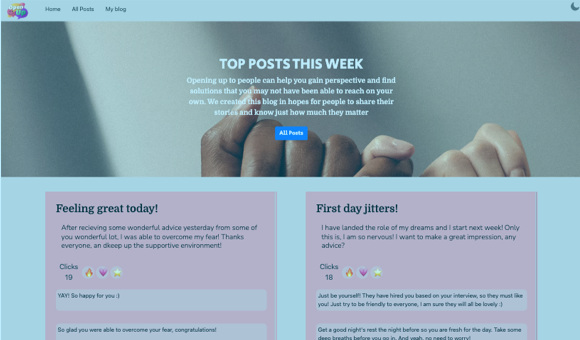 Home All Posts My blog
TOP POSTS THIS WEEK
Opening up to people can help you gain perspective and find
solutions that you may not have been able to reach on your
own. We created this blog in hopes for people to share their
stories and know just how much they matter
All Posts
Feeling great today!
After recieving some wonderful advice yesterday from some of
you wonderful lot, I was able to overcome my fear! Thanks
everyone, an dkeep up the supportive environment!
Clicks
19
YAY! So happy for you :)
So glad you were able to overcome your fear, congratulations!
First day jitters!
I have landed the role of my dreams and I start next week! Only
this is, I am so nervous! I want to make a great impression, any
advice?
Clicks
18
Just be yourself! They have hired you based on your interview, so they must like
you! Just try to be friendly to everyone, I am sure they will all be lovely :)
Get a good night's rest the night before so you are fresh for the day. Take some
deep breaths before you go in. And yeah, no need to worry!